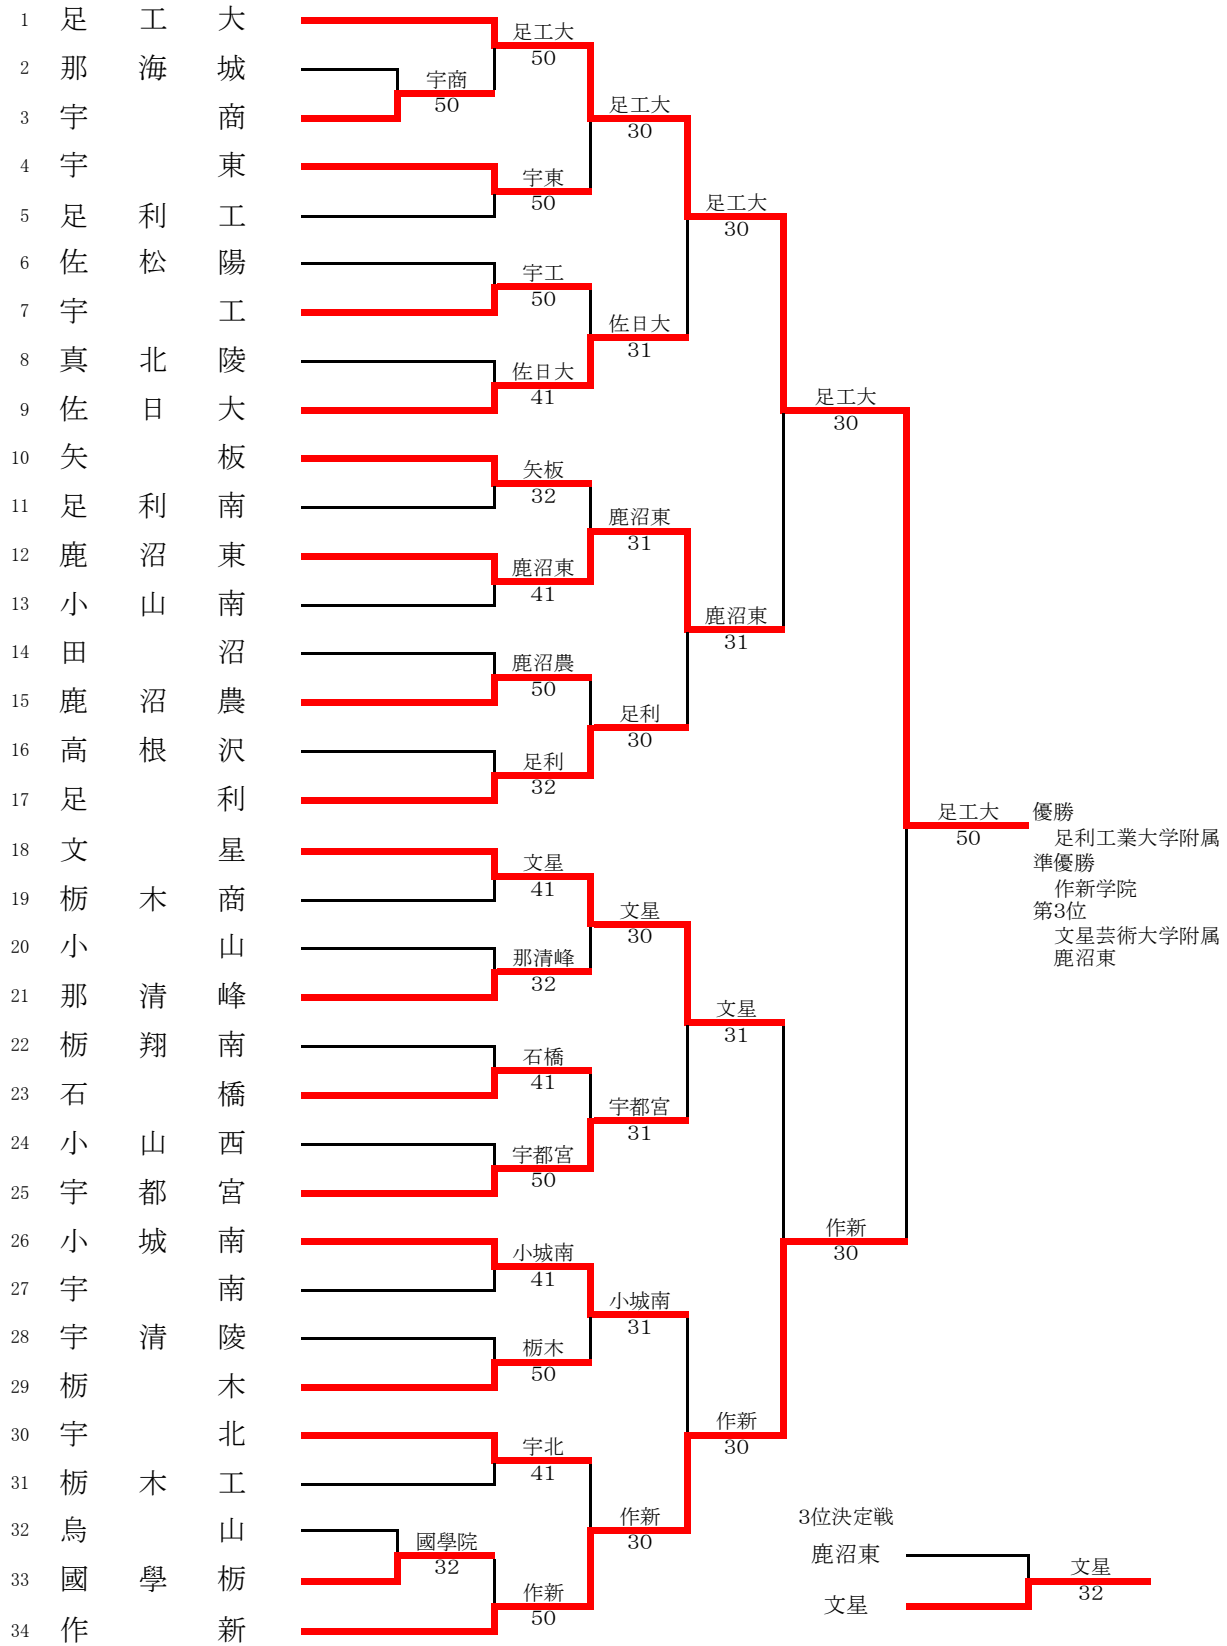 1 足工大
2 那海城
3 宇商
4 宇東
5 足利工
6 佐松陽
7 宇工
8 真北陵
9 佐日大
10 矢板
11 足利南
12 鹿沼東
13 小山南
14 田沼
15 鹿沼農
16 高根沢
17 足利
18 文星
19 栃木商
20 小山
21 那清峰
22 栃翔南
23 石橋
24 小山西
25 宇都宮
26 小城南
27 宇南
28 宇清陵
29 栃木
30 宇北
31 栃木工
32 烏山
33 國學栃
34 作新
宇商
50
國學院
32
足工大
50
宇東
50
宇工
50
佐日大
41
矢板
32
鹿沼東
41
鹿沼農
50
足利
32
文星
41
那清峰
32
石橋
41
宇都宮
50
小城南
41
栃木
50
宇北
41
作新
50
足工大
30
佐日大
31
鹿沼東
31
足利
30
文星
30
宇都宮
31
小城南
31
作新
30
足工大
30
鹿沼東
31
文星
31
作新
30
足工大
30
作新
30
足工大
50
優勝
足利工業大学附属
準優勝
作新学院
第3位
文星芸術大学附属
鹿沼東
3位決定戦
鹿沼東
文星
文星
32